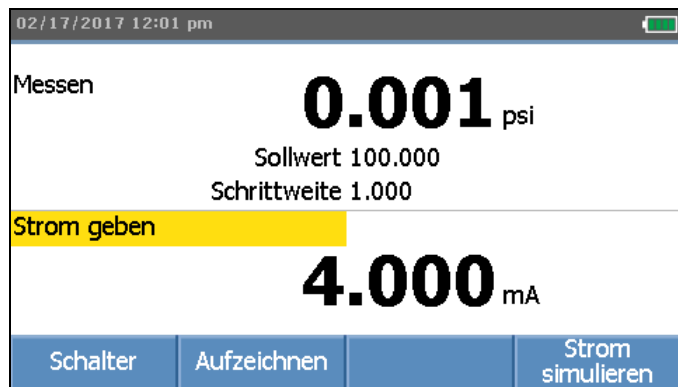 02/17/2017 12:01 pm
Messen
0.001 psi
Sollwert 100.000
Schrittweite 1.000
Strom geben
4.000 mA
Schalter
Aufzeichnen
Strom
simulieren